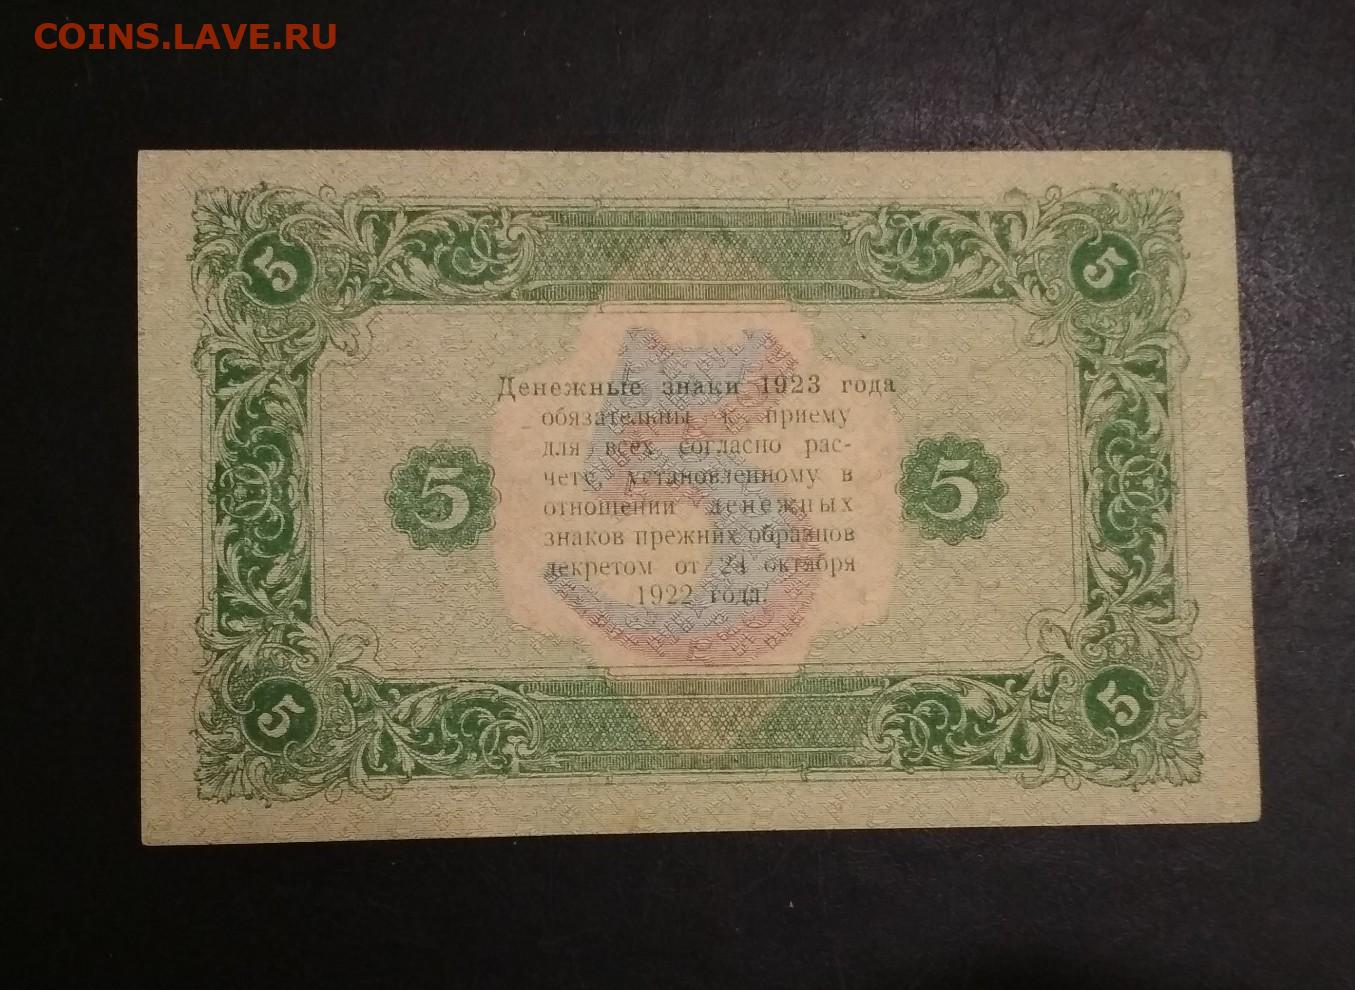 COINS.LAVE.RU
5 5
Денежные знаки 1923 года
обязательны к приему
для всех согласно рас-
чета, установленному в
5 5
отношении денежных
знаков прежних образцов
декретом от 24 октября
1922 года.
5 5